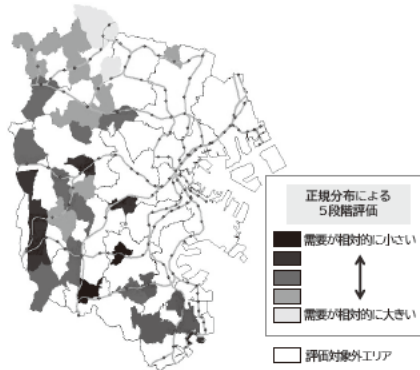 正規分布による
5段階評価
需要が相対的に小さい
需要が相対的に大きい
評価対象外エリア